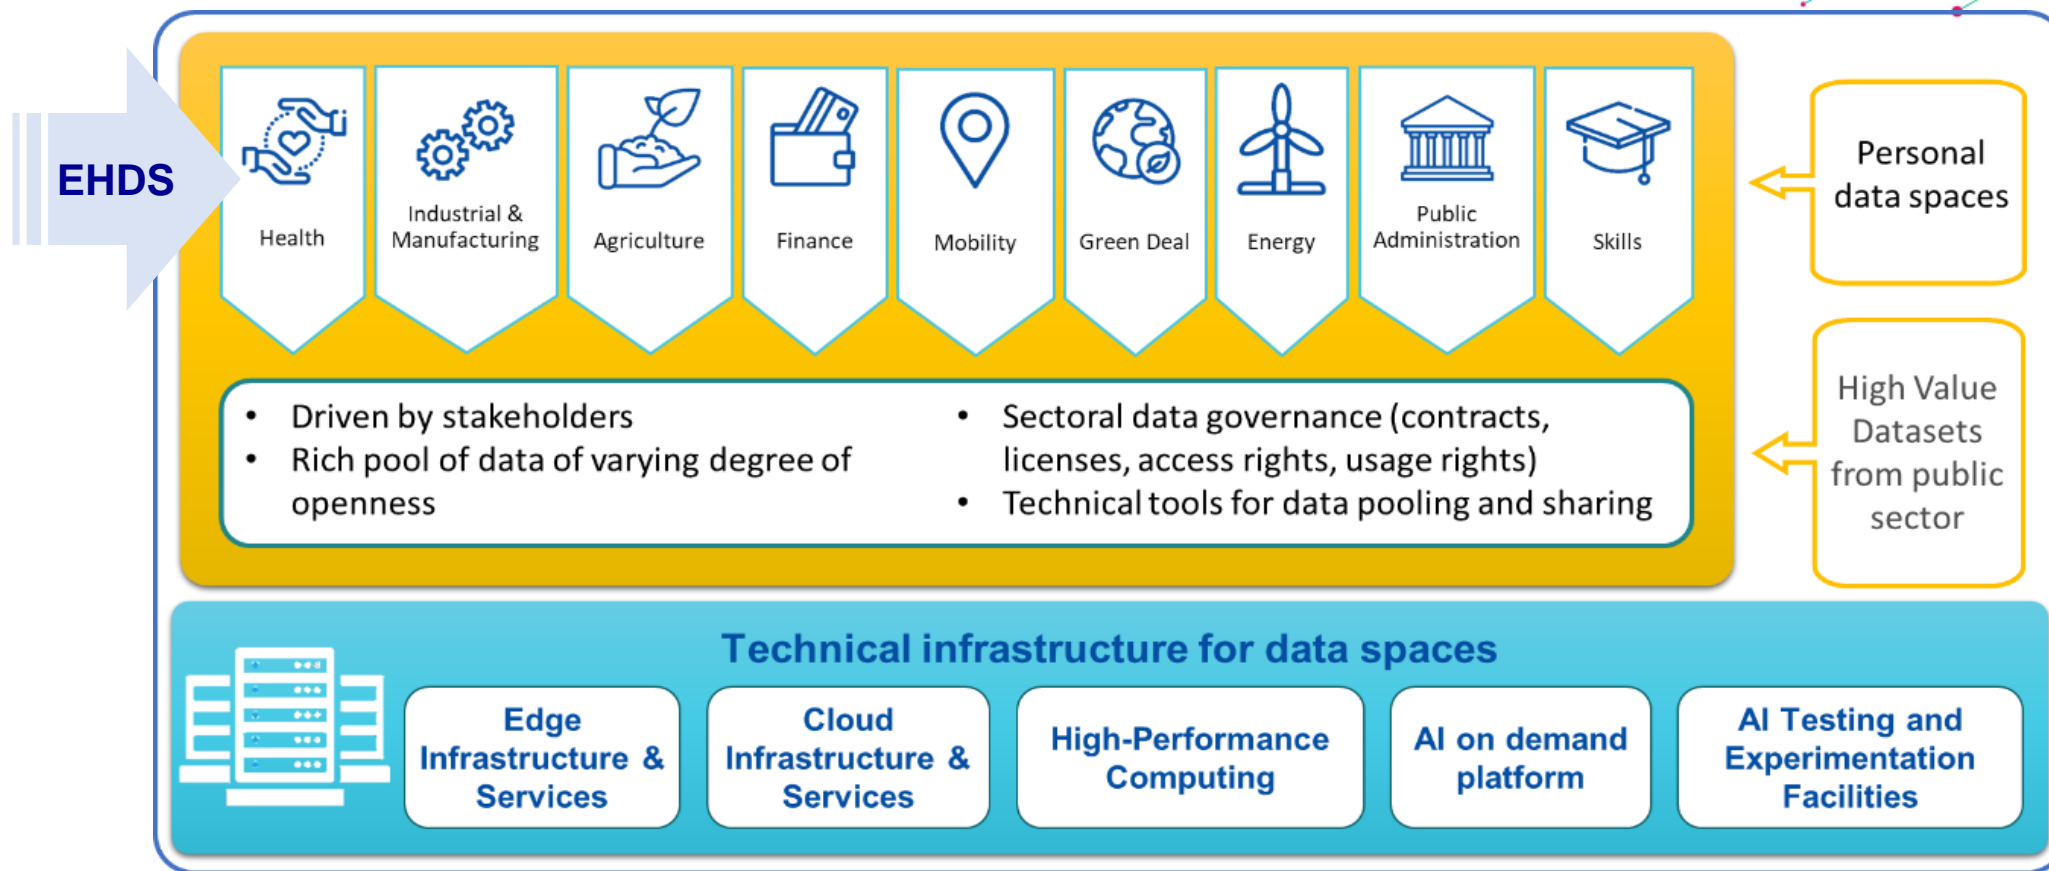 EHDS
Health
Industrial &
Manufacturing
Agriculture
Finance
Mobility
Green Deal
Energy
Public
Administration
Skills
Personal
data spaces
• Driven by stakeholders
• Rich pool of data of varying degree of
openness
• Sectoral data governance (contracts,
licenses, access rights, usage rights)
• Technical tools for data pooling and sharing
High Value
Datasets
from public
sector
Technical infrastructure for data spaces
Edge
Infrastructure &
Services
Cloud
Infrastructure &
Services
High-Performance
Computing
AI on demand
platform
AI Testing and
Experimentation
Facilities